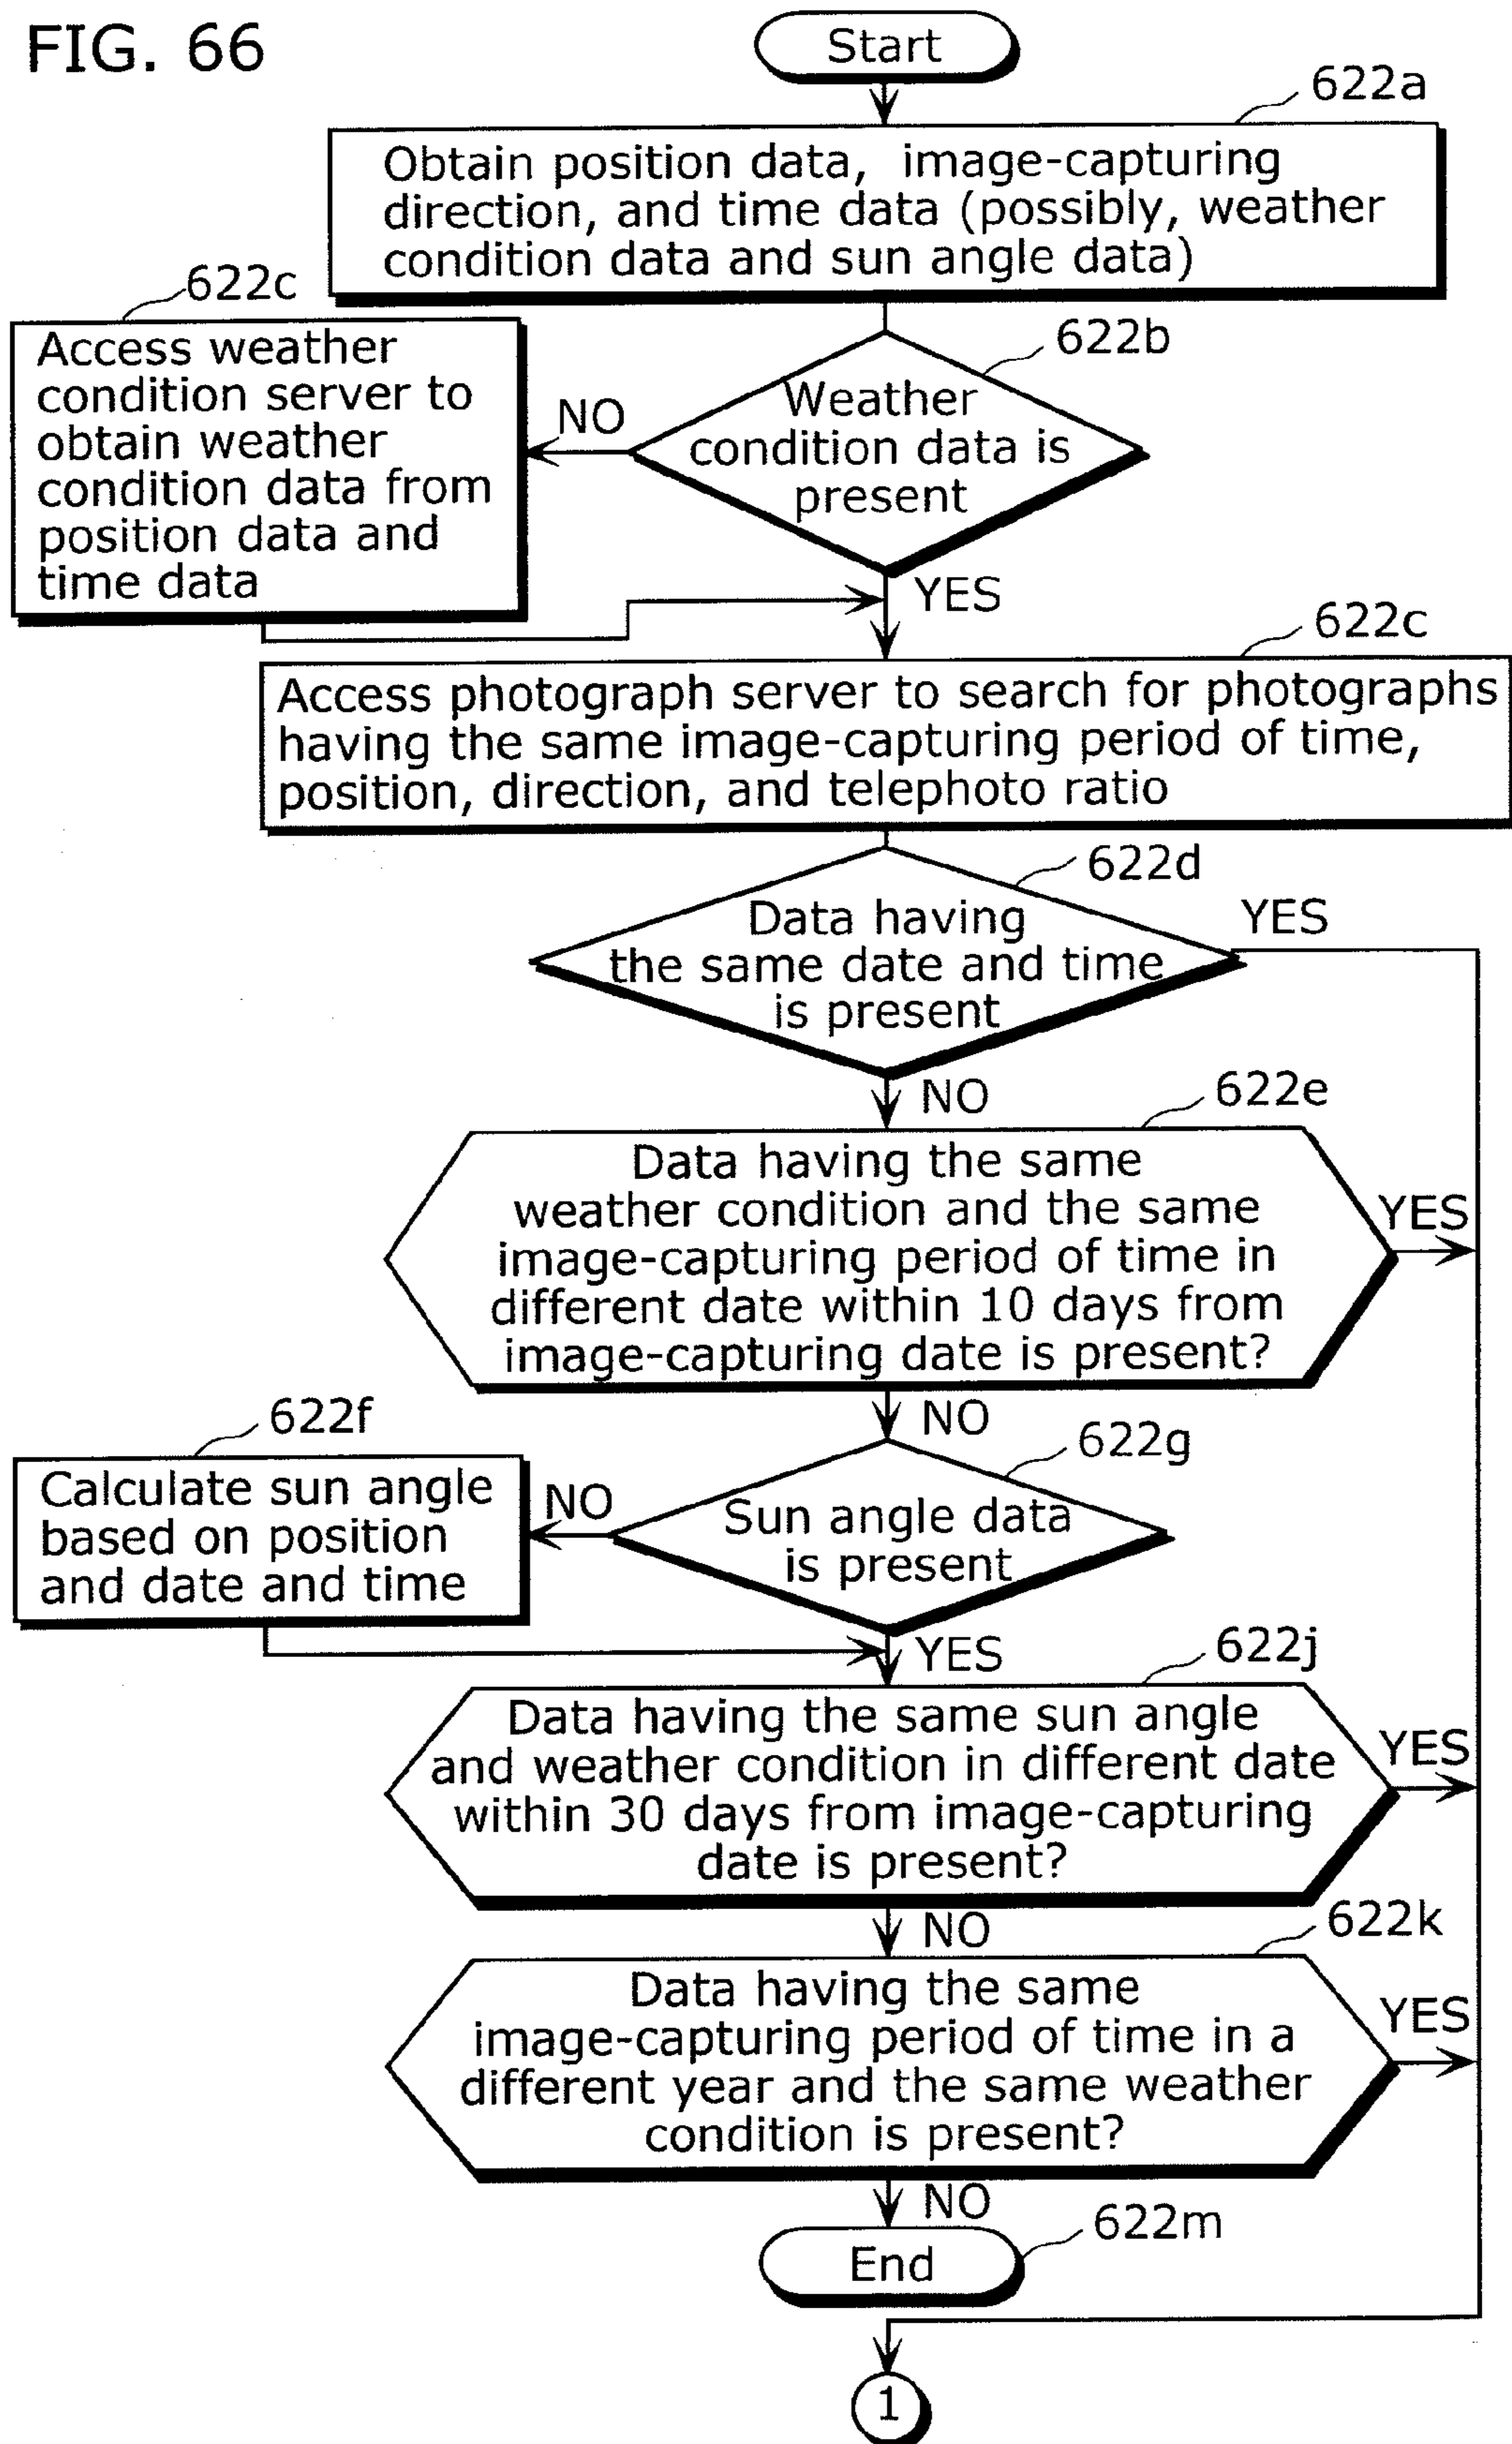 FIG. 66
Start
622a
Obtain position data, image-capturing
direction, and time data (possibly, weather
condition data and sun angle data)
622c
Access weather
condition server to
obtain weather
condition data from
position data and
time data
622b
Weather
condition data is
present
NO
YES
622c
Access photograph server to search for photographs
having the same image-capturing period of time,
position, direction, and telephoto ratio
622d
Data having
the same date and time
is present
YES
NO
622e
Data having the same
weather condition and the same
image-capturing period of time in
different date within 10 days from
image-capturing date is present?
YES
NO
622f
Calculate sun angle
based on position
and date and time
622g
Sun angle data
is present
NO
YES
622j
Data having the same sun angle
and weather condition in different date
within 30 days from image-capturing
date is present?
YES
NO
622k
Data having the same
image-capturing period of time in a
different year and the same weather
condition is present?
YES
NO
622m
End
1